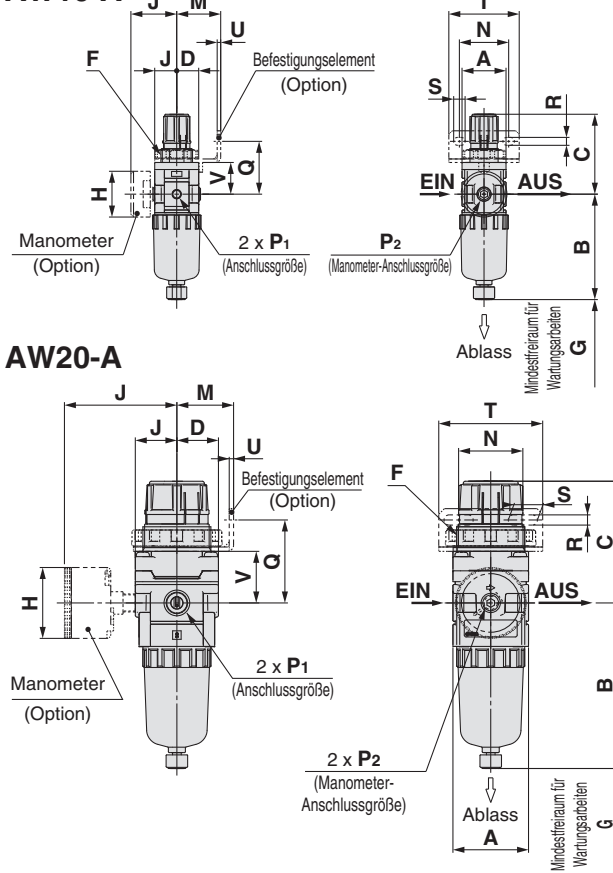 J M
U
F J D
Befestigungselement
(Option)
V
Q
H
Manometer
(Option)
2 x P1
(Anschlussgröße)
T
N
A
S
R
C
EIN AUS
P2
(Manometer-Anschlussgröße)
B
Ablass
Mindestfreiraum für
Wartungsarbeiten
G
AW20-A
J M
J D
U
Befestigungselement
(Option)
V
Q
H
Manometer
(Option)
2 x P1
(Anschlussgröße)
T
N
F
S
R
C
EIN AUS
2 x P2
(Manometer-
Anschlussgröße)
B
Ablass
A
Mindestfreiraum für
Wartungsarbeiten
G